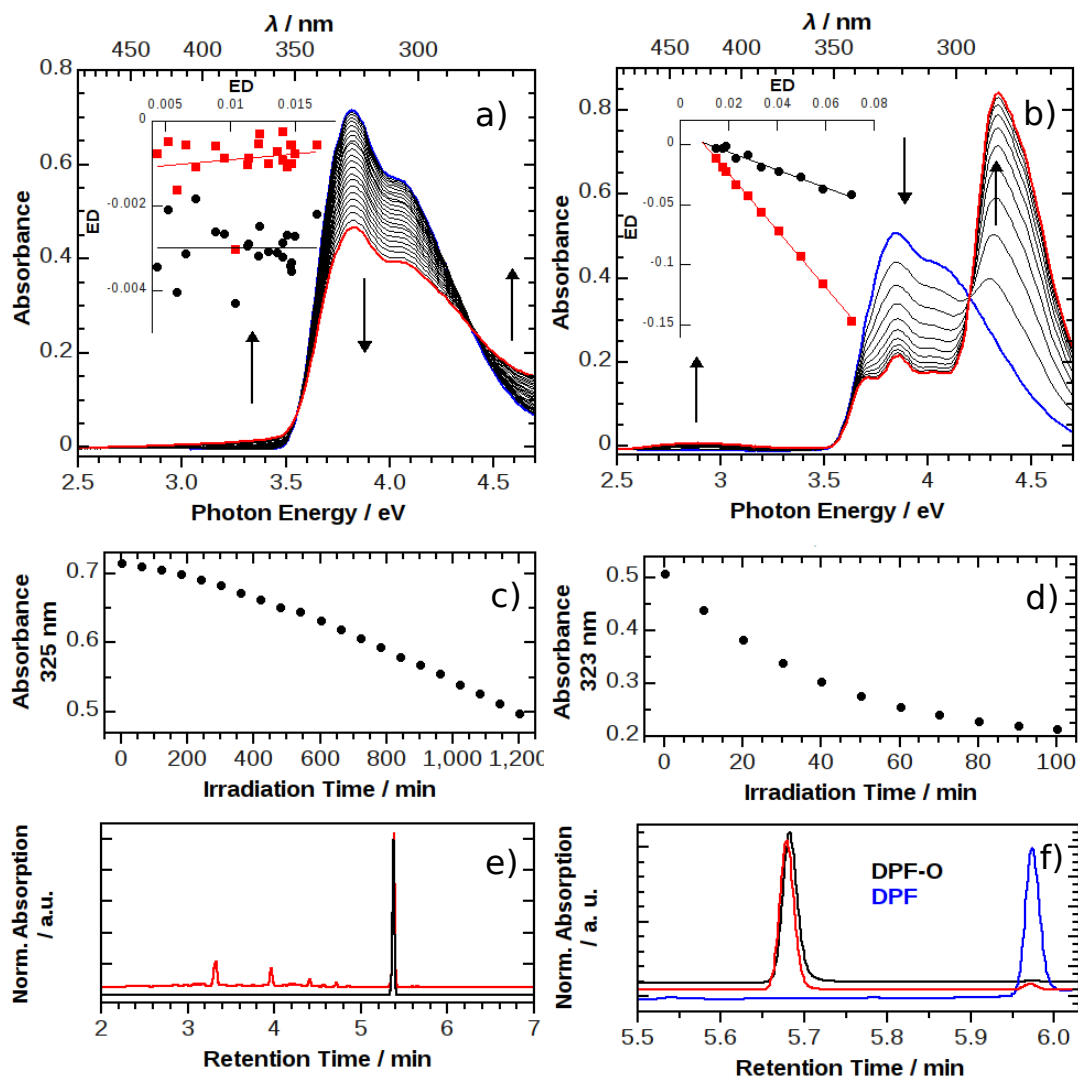 λ / nm
450 400 350 300
ED
0.005 0.01 0.015
0
-0.002
-0.004
ED
a)
0.8
0.6
0.4
0.2
0
Absorbance
2.5 3.0 3.5 4.0 4.5
Photon Energy / eV
λ / nm
450 400 350 300
ED
0 0.02 0.04 0.06 0.08
0
-0.05
-0.1
-0.15
ED
b)
0.8
0.6
0.4
0.2
0
Absorbance
2.5 3.0 3.5 4.0 4.5
Photon Energy / eV
c)
0.7
0.6
0.5
Absorbance
325 nm
0 200 400 600 800 1,000 1,200
Irradiation Time / min
d)
0.5
0.4
0.3
0.2
Absorbance
323 nm
0 20 40 60 80 100
Irradiation Time / min
e)
Norm. Absorption
/ a.u.
2 3 4 5 6 7
Retention Time / min
f)
DPF-O
DPF
Norm. Absorption
/ a. u.
5.5 5.6 5.7 5.8 5.9 6.0
Retention Time / min